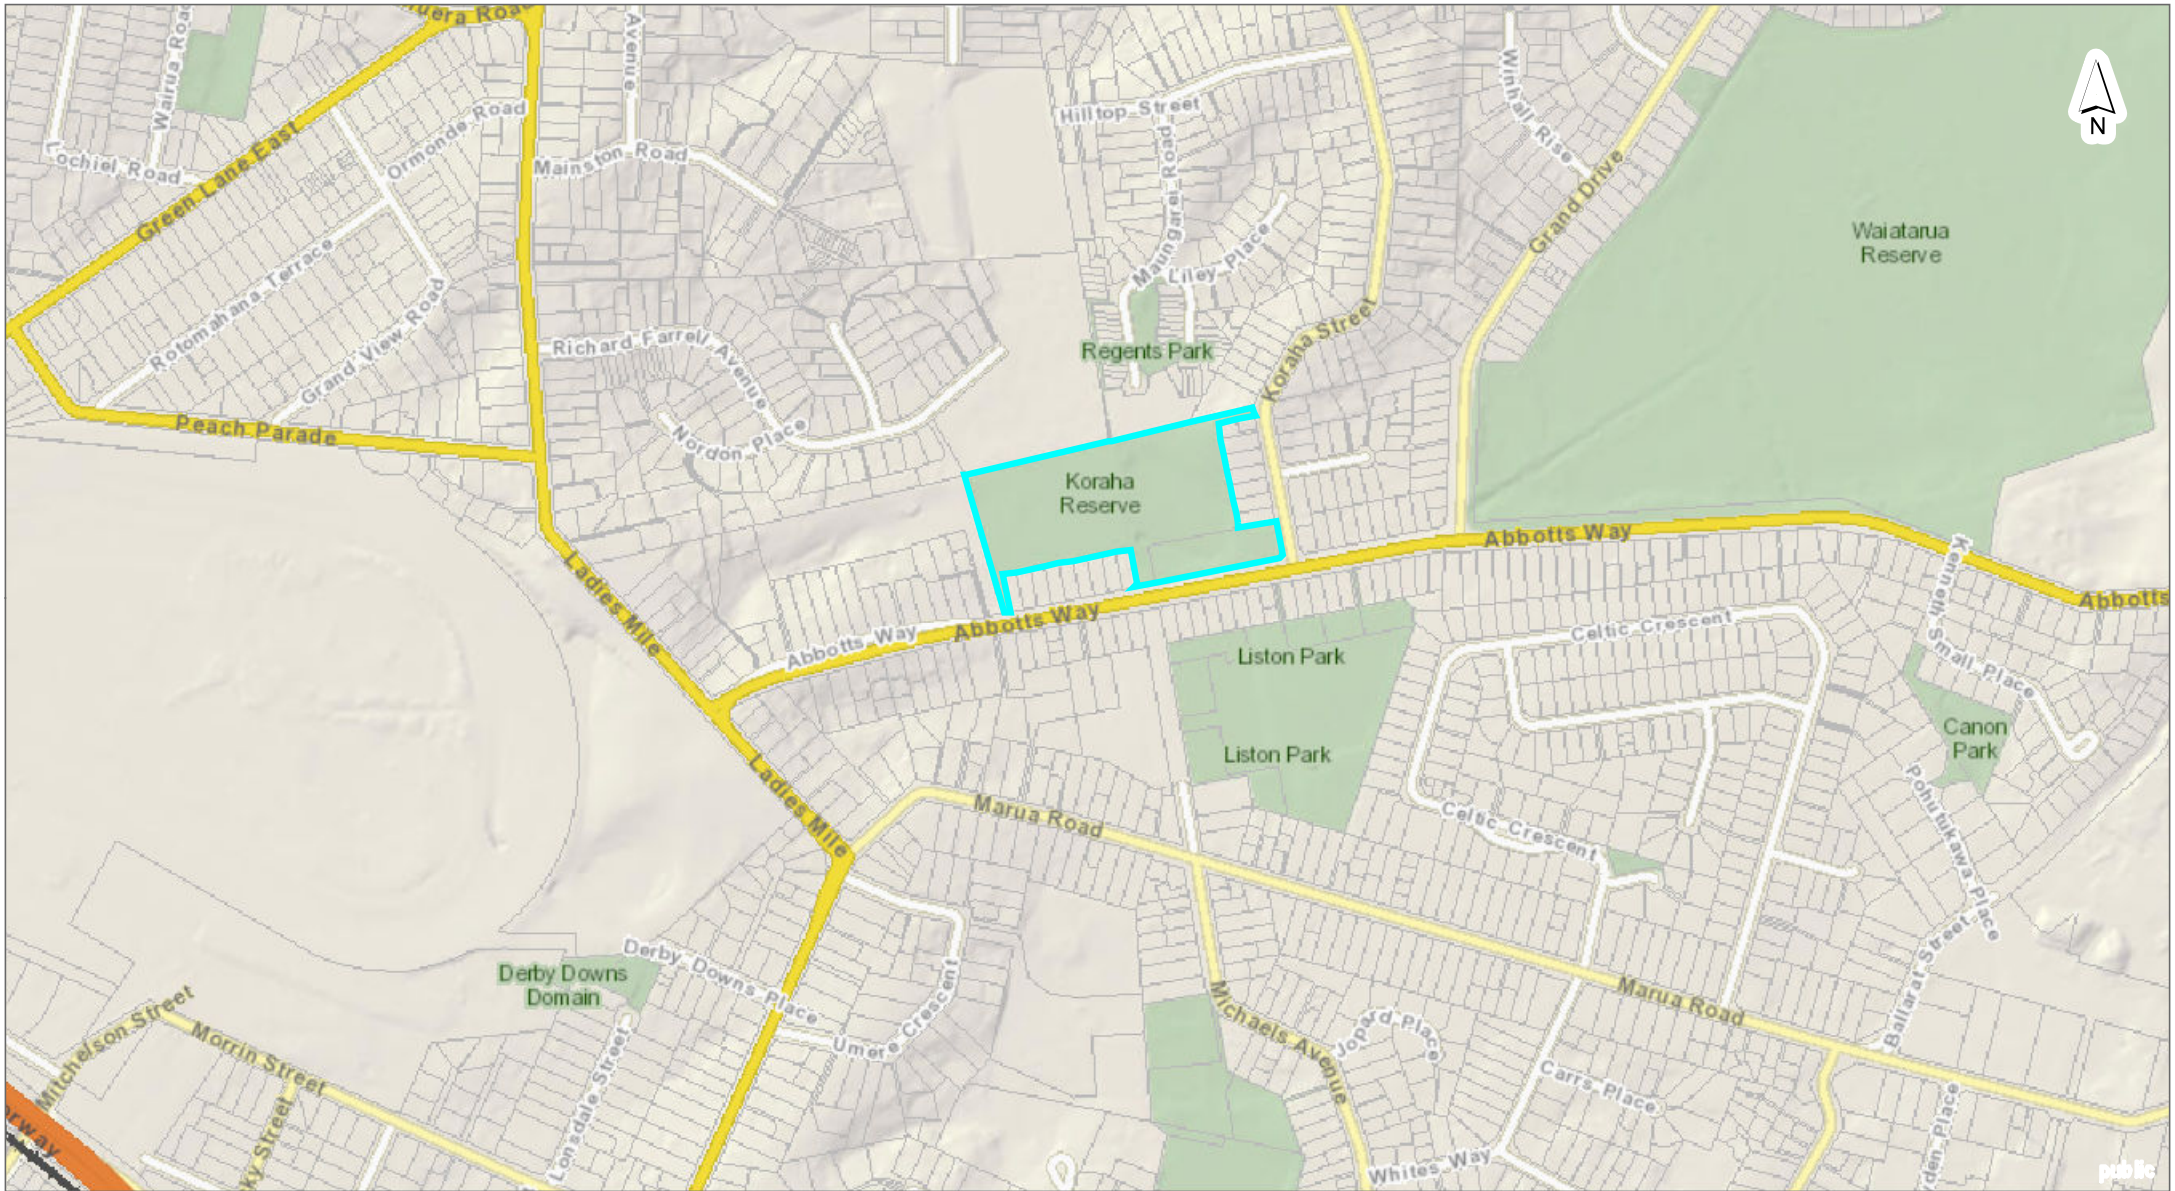 Wairua Road
Lochiel Road
Green Lane East
Ormonde Road
Avenue
Mainston Road
Rotomahana Terrace
Grand View Road
Peach Parade
Richard Farrell Avenue
Nordon Place
Hilltop Street
Maungarei Road
Liley Place
Regents Park
Koraha Street
Winhall Rise
Grand Drive
Waiatarua
Reserve
N
Koraha
Reserve
Ladies Mile
Abbotts Way
Abbotts Way
Abbotts Way
Abbotts
Kenneth Small Place
Celtic Crescent
Liston Park
Liston Park
Canon
Park
Ladies Mile
Marua Road
Celtic Crescent
Pohutukawa Place
Derby Downs
Domain
Derby Downs Place
Umere Crescent
Mitchelson Street
Morrin Street
Lonsdale Street
Michaels Avenue
Jopard Place
Marua Road
Ballarat Street
Carrs Place
Whites Way
public